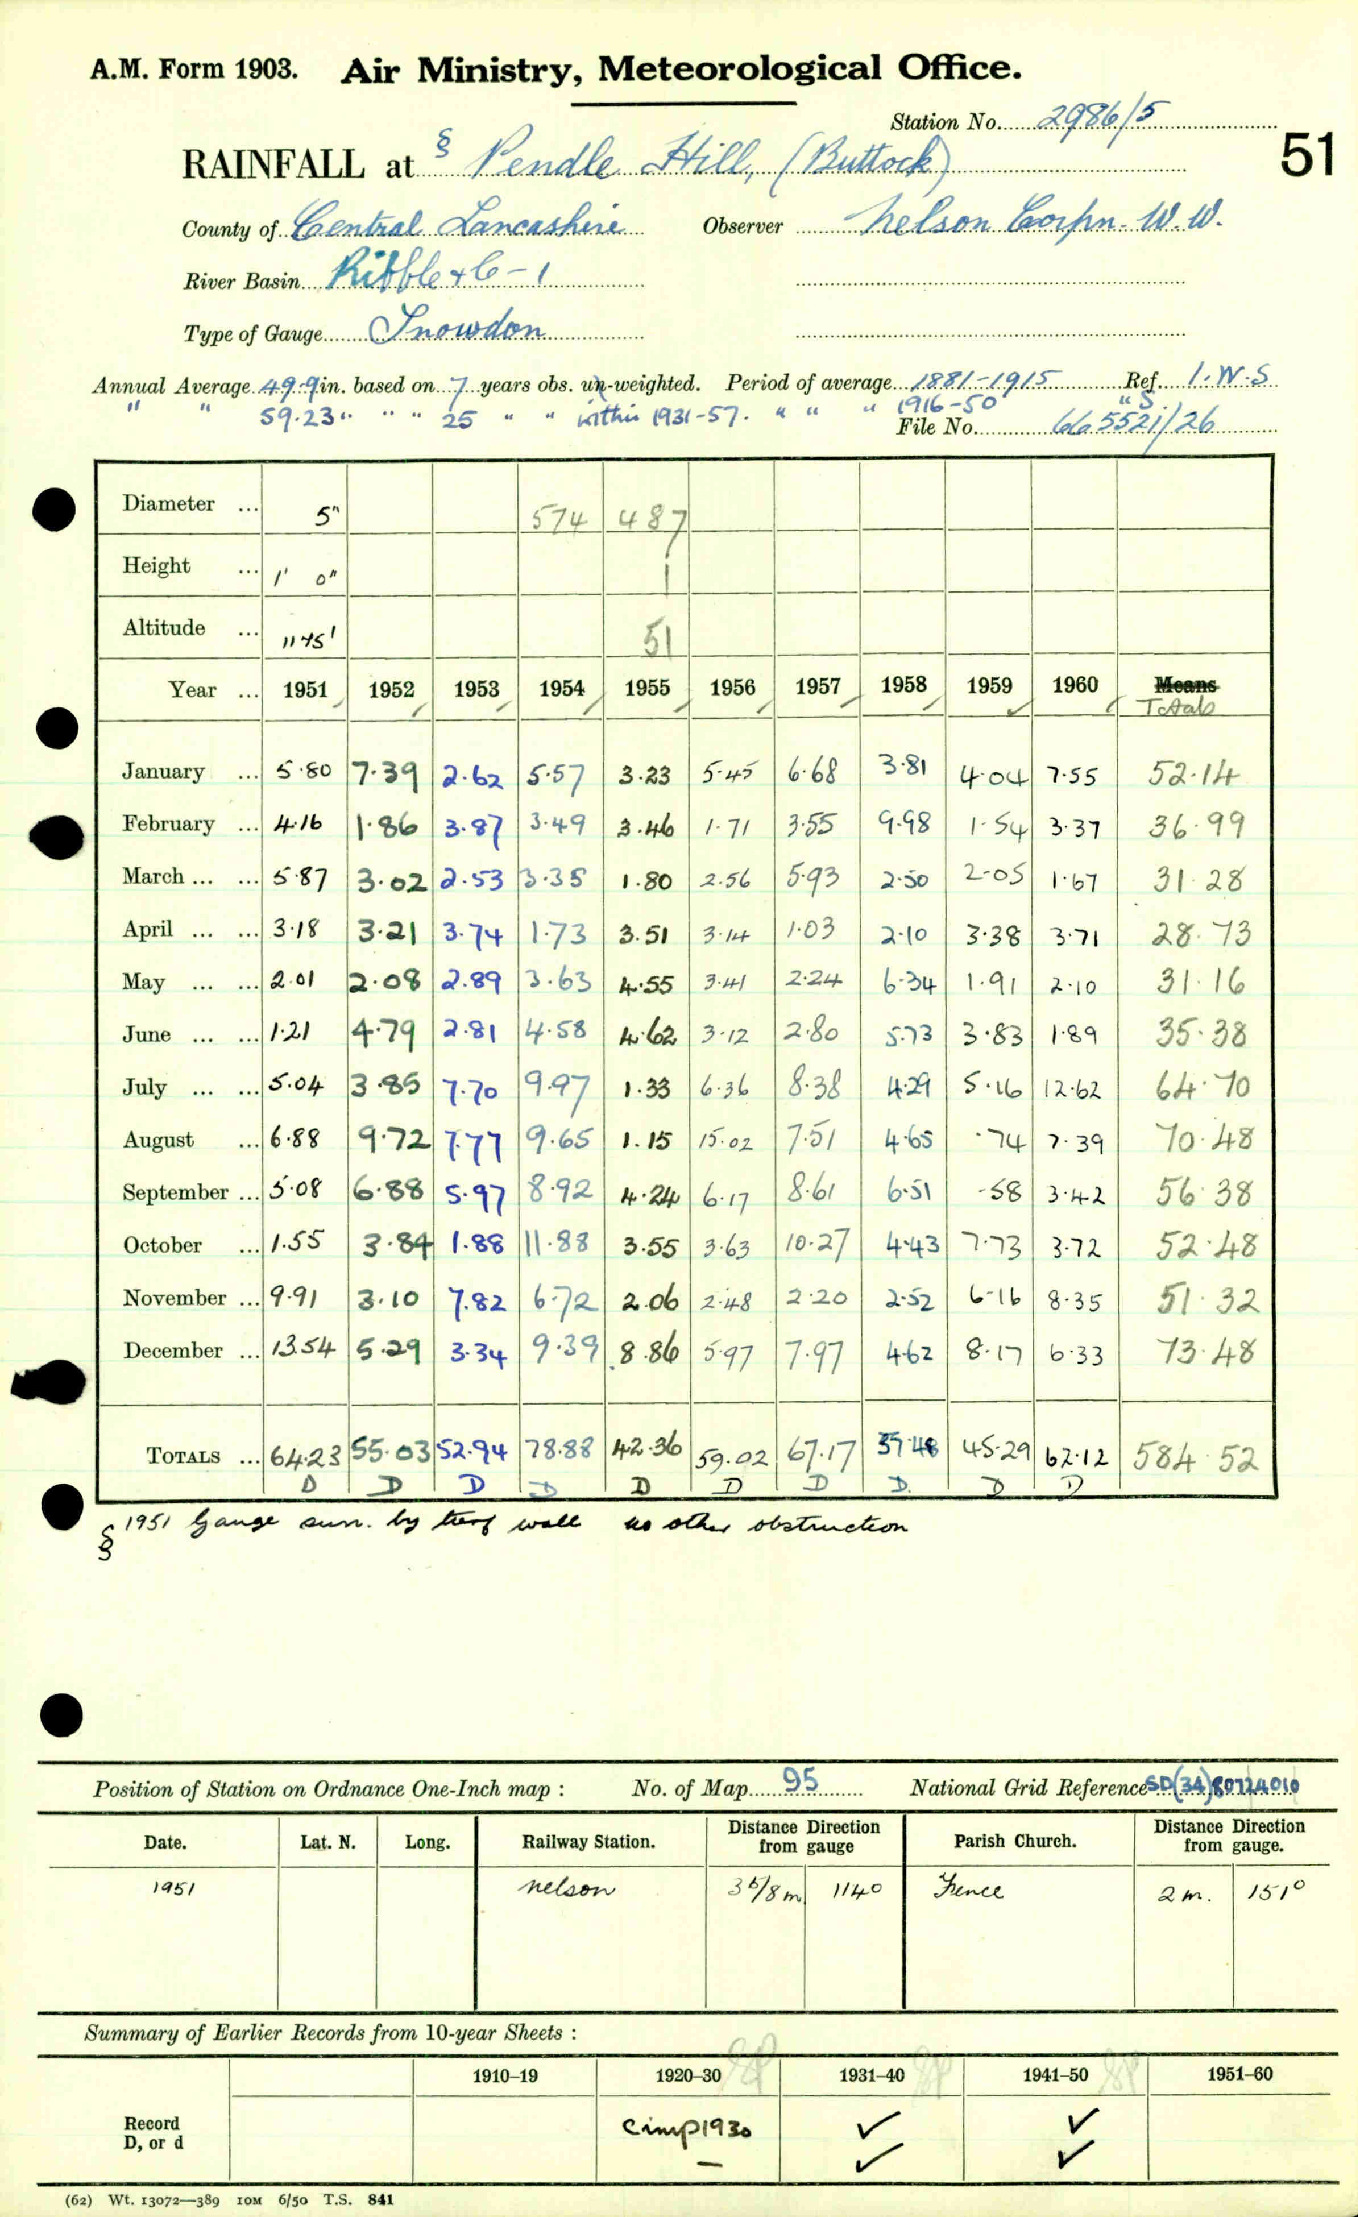 A.M. Form 1903. Air Ministry, Meteorological Office.
Station No. 2986/5
51
RAINFALL at § Pendle Hill, (Buttock)
County of Central Lancashire Observer Nelson Corpn. W.W.
River Basin Ribble + C-1
Type of Gauge Snowdon
Annual Average 49.9 in. based on 7 years obs. un-weighted. Period of average 1881-1915 Ref. I.W.S
" " 59.23 " " " 25 " " within 1931-57. " " " 1916-50 "S.
File No. 665521/26
Diameter ... 5" 574 487
Height ... 1' 0" 1
Altitude ... 1175' 51
Year ... 1951 1952 1953 1954 1955 1956 1957 1958 1959 1960 Means
Totals
January ... 5.80 7.39 2.62 5.57 3.23 5.45 6.68 3.81 4.04 7.55 52.14
February ... 4.16 1.86 3.87 3.49 3.46 1.71 3.55 9.98 1.54 3.37 36.99
March ... ... 5.87 3.02 2.53 3.35 1.80 2.56 5.93 2.50 2.05 1.67 31.28
April ... ... 3.18 3.21 3.74 1.73 3.51 3.14 1.03 2.10 3.38 3.71 28.73
May ... ... 2.01 2.08 2.89 3.63 4.55 3.41 2.24 6.34 1.91 2.10 31.16
June ... ... 1.21 4.79 2.81 4.58 4.62 3.12 2.80 5.73 3.83 1.89 35.38
July ... ... 5.04 3.85 7.70 9.97 1.33 6.36 8.38 4.29 5.16 12.62 64.70
August ... 6.88 9.72 7.77 9.65 1.15 15.02 7.51 4.65 .74 7.39 70.48
September ... 5.08 6.88 5.97 8.92 4.24 6.17 8.61 6.51 .58 3.42 56.38
October ... 1.55 3.84 1.88 11.88 3.55 3.63 10.27 4.43 7.73 3.72 52.48
November ... 9.91 3.10 7.82 6.72 2.06 2.48 2.20 2.52 6.16 8.35 51.32
December ... 13.54 5.29 3.34 9.39 8.86 5.97 7.97 4.62 8.17 6.33 73.48
TOTALS ... 64.23 55.03 52.94 78.88 42.36 59.02 67.17 57.48 45.29 62.12 584.52
D D D D D D D D. D D
§ 1951 Gauge surr. by turf wall no other obstruction
Position of Station on Ordnance One-Inch map : No. of Map 95 National Grid Reference SD(34)80724010
Date. Lat. N. Long. Railway Station. Distance from Direction gauge Parish Church. Distance from Direction gauge.
1951 Nelson 3 5/8 m 114° Fence 2 m. 151°
Summary of Earlier Records from 10-year Sheets :
1910-19 1920-30 1931-40 1941-50 1951-60
Record D, or d Cimp 1930 ✓ ✓
– ✓ ✓
(62) Wt. 13072—389 10M 6/50 T.S. 841